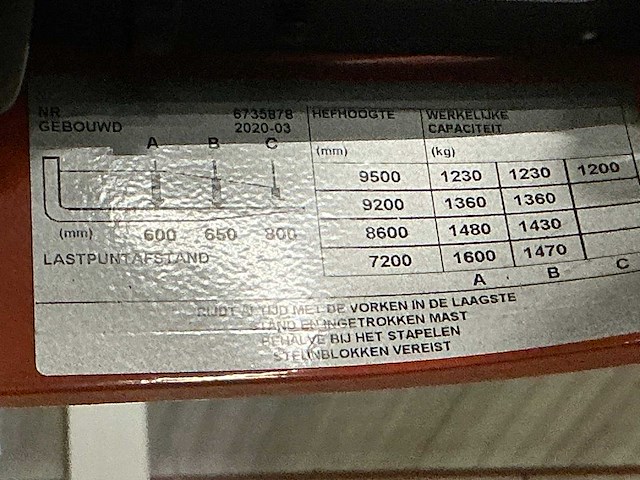 NR 6735878 HEFHOOGTE WERKELIJKE
GEBOUWD 2020-03 CAPACITEIT
A B C (mm) (kg)
9500 1230 1230 1200
9200 1360 1360
8600 1480 1430
7200 1600 1470
(mm) 600 650 800
LASTPUNTAFSTAND
A B C
RIJDT ALTIJD MET DE VORKEN IN DE LAAGSTE
STAND EN INGETROKKEN MAST
BEHALVE BIJ HET STAPELEN
STEUNBLOKKEN VEREIST